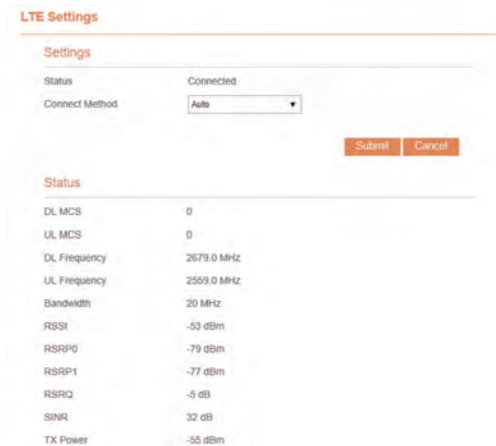 LTE Settings
Settings
Status Connected
Connect Method Auto
Submit Cancel
Status
DL MCS 0
UL MCS 0
DL Frequency 2679.0 MHz
UL Frequency 2559.0 MHz
Bandwidth 20 MHz
RSSI -53 dBm
RSRP0 -79 dBm
RSRP1 -77 dBm
RSRQ -5 dB
SINR 32 dB
TX Power -55 dBm